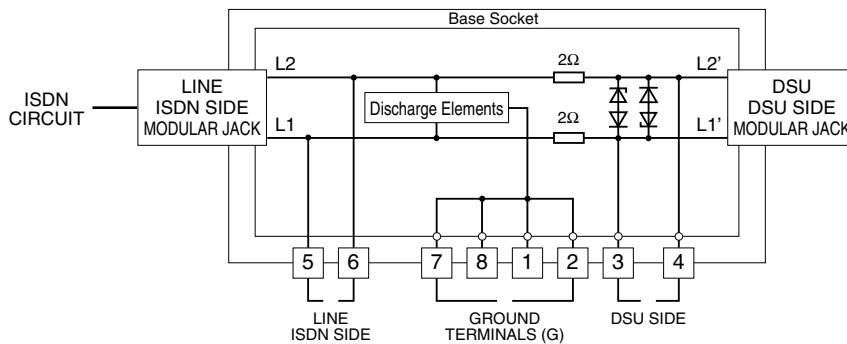 Base Socket
ISDN
CIRCUIT
LINE
ISDN SIDE
MODULAR JACK
L2
L1
Discharge Elements
2Ω
2Ω
L2’
L1’
DSU
DSU SIDE
MODULAR JACK
5 6 7 8 1 2 3 4
LINE
ISDN SIDE
GROUND
TERMINALS (G)
DSU SIDE